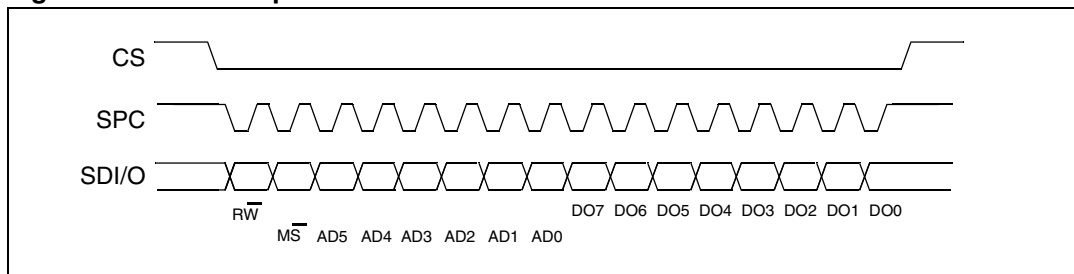 CS
SPC
SDI/O
RW
DO7 DO6 DO5 DO4 DO3 DO2 DO1 DO0
MS AD5 AD4 AD3 AD2 AD1 AD0